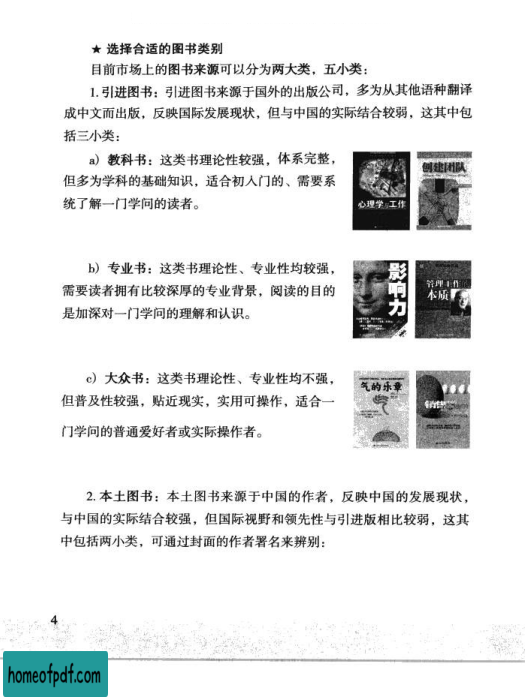 ★ 选择合适的图书类别
目前市场上的图书来源可以分为两大类，五小类：
1. 引进图书：引进图书来源于国外的出版公司，多为从其他语种翻译
成中文而出版，反映国际发展现状，但与中国的实际结合较弱，这其中包
括三小类：
a）教科书：这类书理论性较强，体系完整，
但多为学科的基础知识，适合初入门的、需要系
统了解一门学问的读者。
心理学与工作
创建团队
b）专业书：这类书理论性、专业性均较强，
需要读者拥有比较深厚的专业背景，阅读的目的
是加深对一门学问的理解和认识。
影响力
管理工作
本质
c）大众书：这类书理论性、专业性均不强，
但普及性较强，贴近现实，实用可操作，适合一
门学问的普通爱好者或实际操作者。
气的乐章
2. 本土图书：本土图书来源于中国的作者，反映中国的发展现状，
与中国的实际结合较强，但国际视野和领先性与引进版相比较弱，这其
中包括两小类，可通过封面的作者署名来辨别：
4
homeofpdf.com